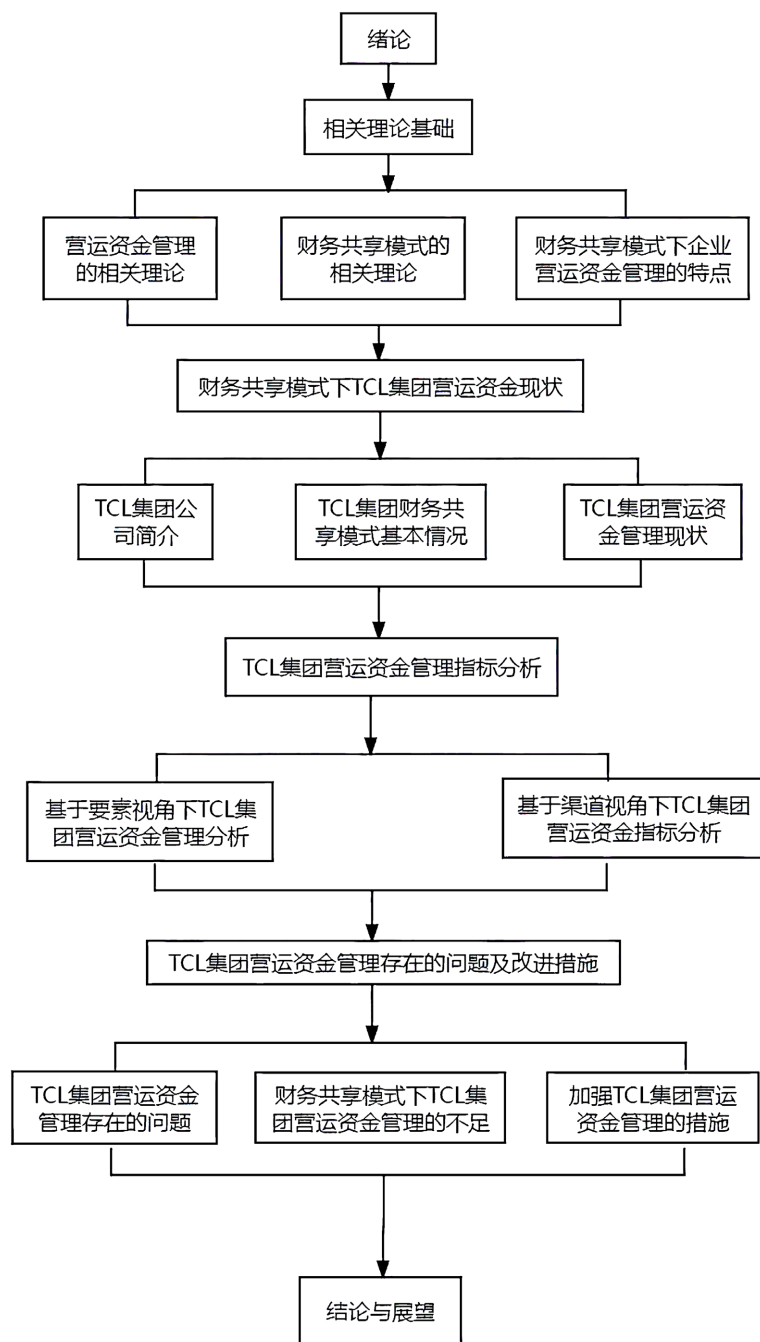 绪论
相关理论基础
营运资金管理
的相关理论
财务共享模式的
相关理论
财务共享模式下企业
营运资金管理的特点
财务共享模式下TCL集团营运资金现状
TCL集团公
司简介
TCL集团财务共
享模式基本情况
TCL集团营运资
金管理现状
TCL集团营运资金管理指标分析
基于要素视角下TCL集
团营运资金管理分析
基于渠道视角下TCL集团
营运资金指标分析
TCL集团营运资金管理存在的问题及改进措施
TCL集团营运资金
管理存在的问题
财务共享模式下TCL集
团营运资金管理的不足
加强TCL集团营运
资金管理的措施
结论与展望